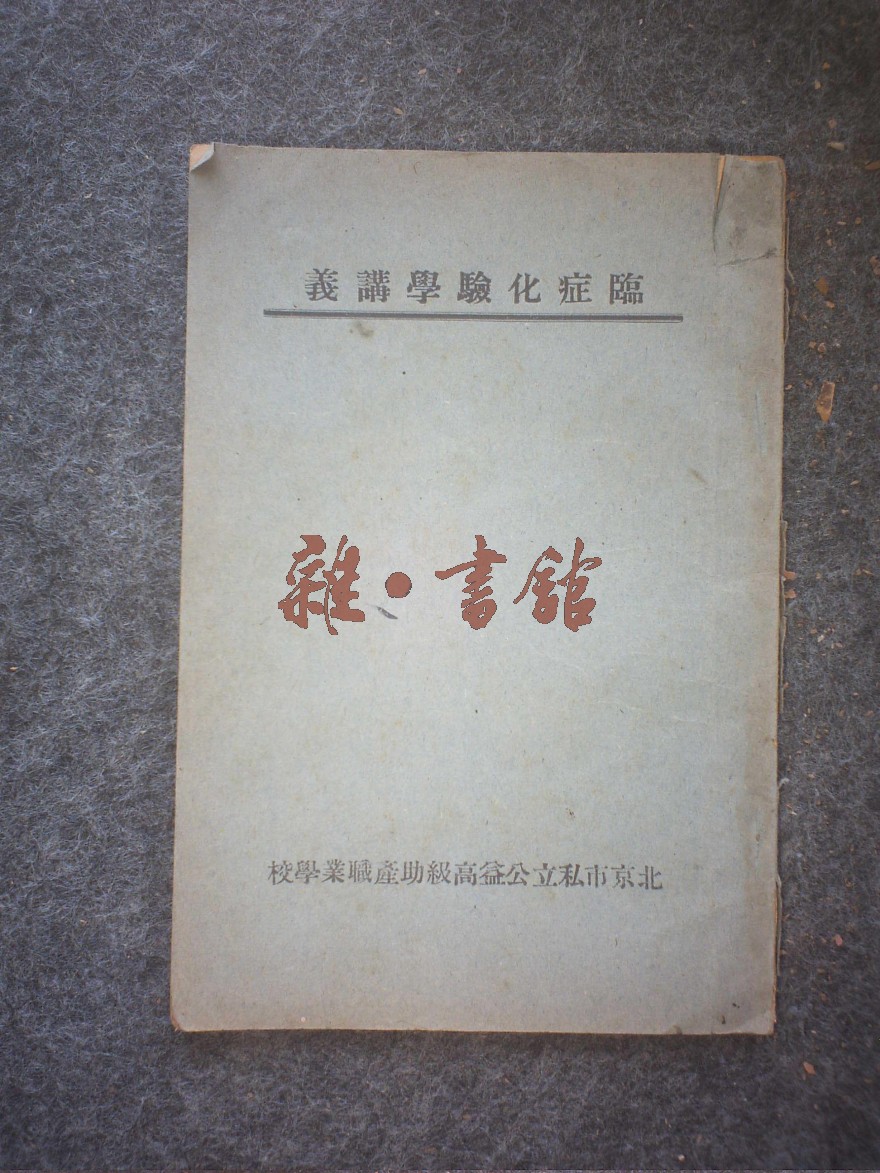 臨症化驗學講義
雜·書館
北京市私立公益高級助產職業學校